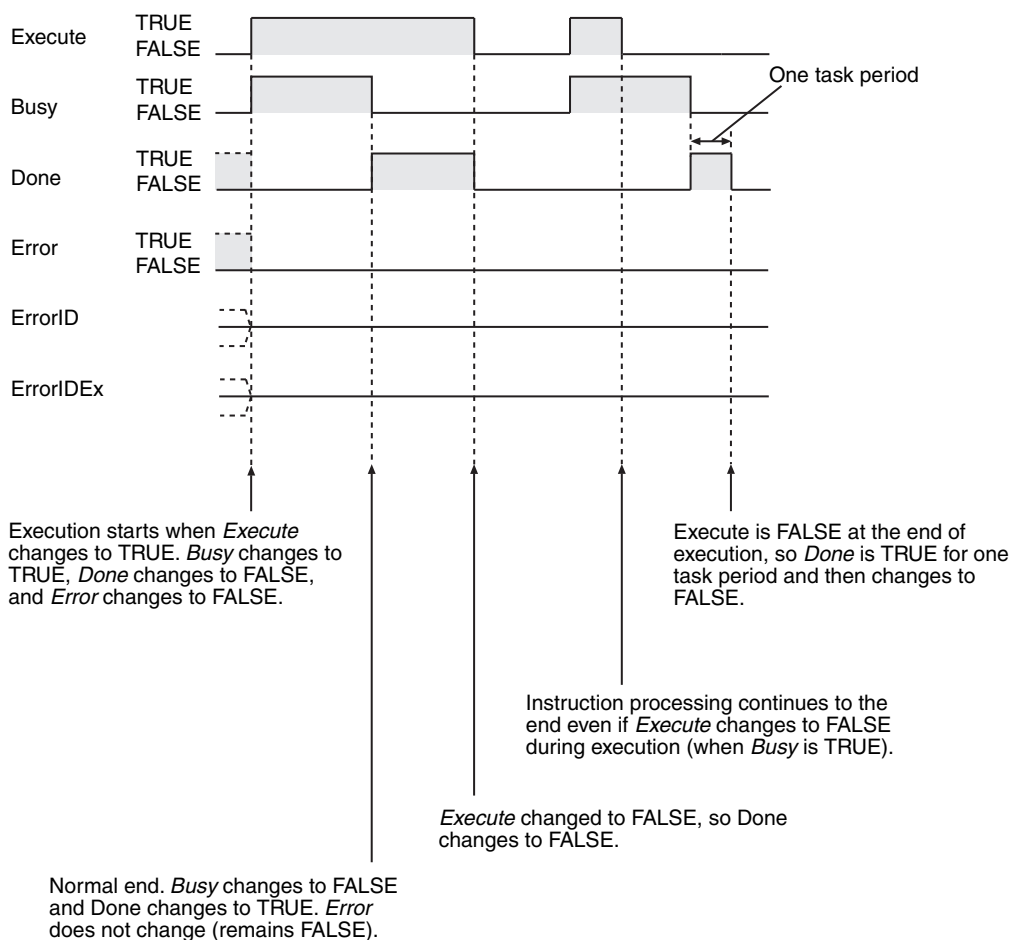 Execute
TRUE
FALSE
Busy
TRUE
FALSE
One task period
Done
TRUE
FALSE
Error
TRUE
FALSE
ErrorID
ErrorIDEx
Execution starts when Execute
changes to TRUE. Busy changes to
TRUE, Done changes to FALSE,
and Error changes to FALSE.
Execute is FALSE at the end of
execution, so Done is TRUE for one
task period and then changes to
FALSE.
Instruction processing continues to the
end even if Execute changes to FALSE
during execution (when Busy is TRUE).
Execute changed to FALSE, so Done
changes to FALSE.
Normal end. Busy changes to FALSE
and Done changes to TRUE. Error
does not change (remains FALSE).